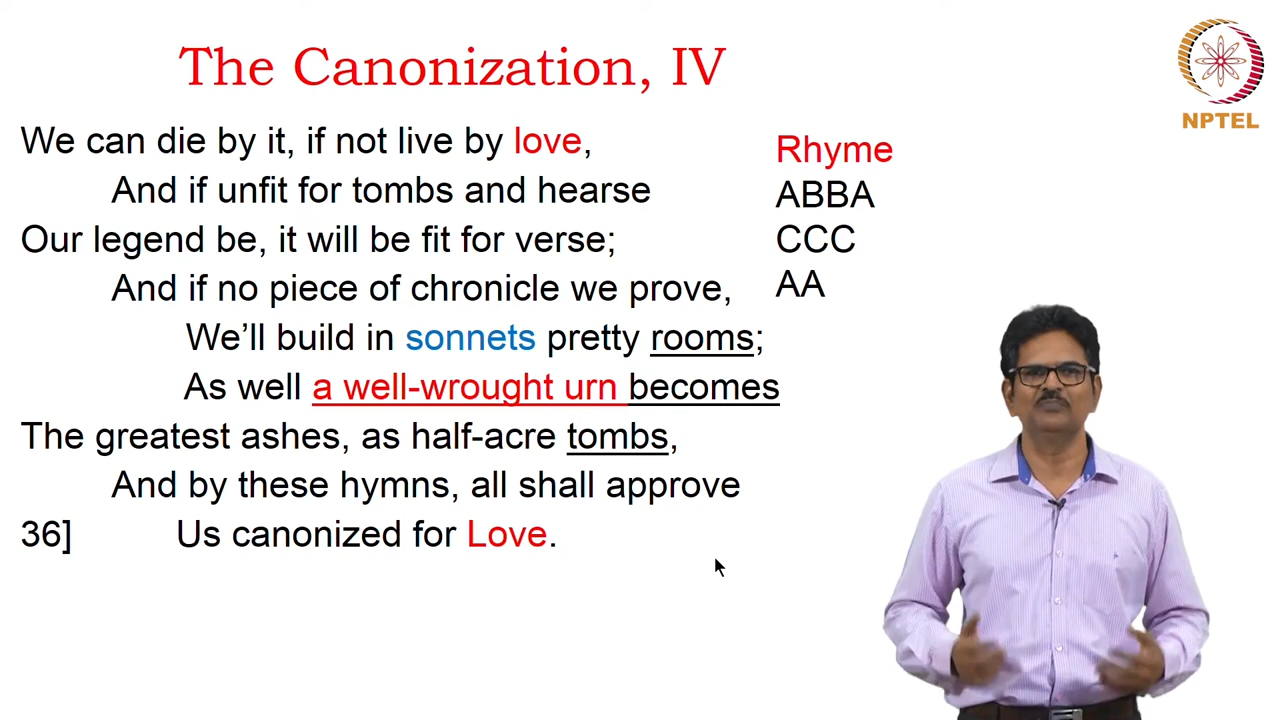 The Canonization, IV
NPTEL
We can die by it, if not live by love,
And if unfit for tombs and hearse
Our legend be, it will be fit for verse;
And if no piece of chronicle we prove,
We’ll build in sonnets pretty rooms;
As well a well-wrought urn becomes
The greatest ashes, as half-acre tombs,
And by these hymns, all shall approve
36] Us canonized for Love.
Rhyme
ABBA
CCC
AA